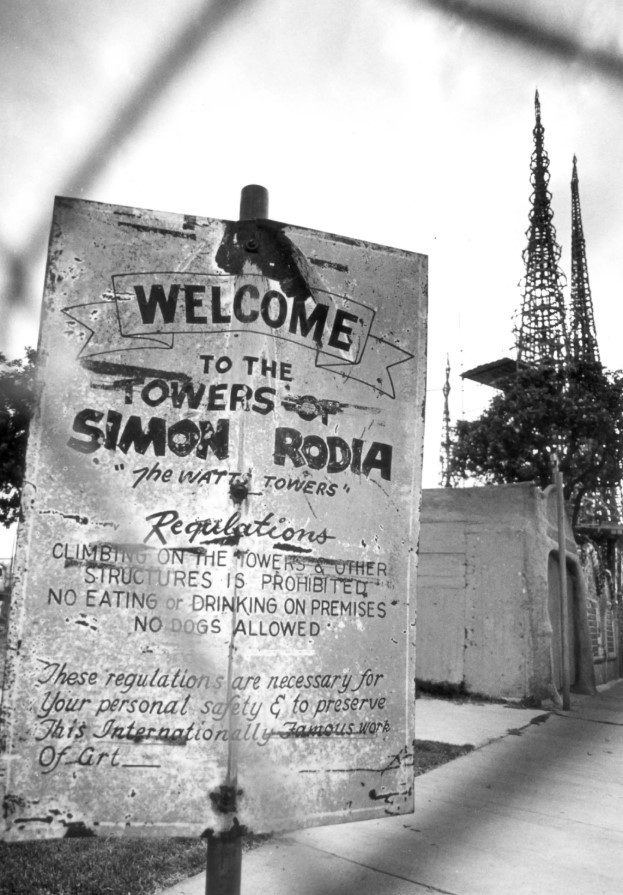 WELCOME
TO THE
TOWERS OF
SIMON RODIA
"The WATTS TOWERS"
Regulations
CLIMBING ON THE TOWERS & OTHER
STRUCTURES IS PROHIBITED
NO EATING or DRINKING ON PREMISES
NO DOGS ALLOWED
These regulations are necessary for
Your personal safety & to preserve
This Internationally Famous work
Of Art